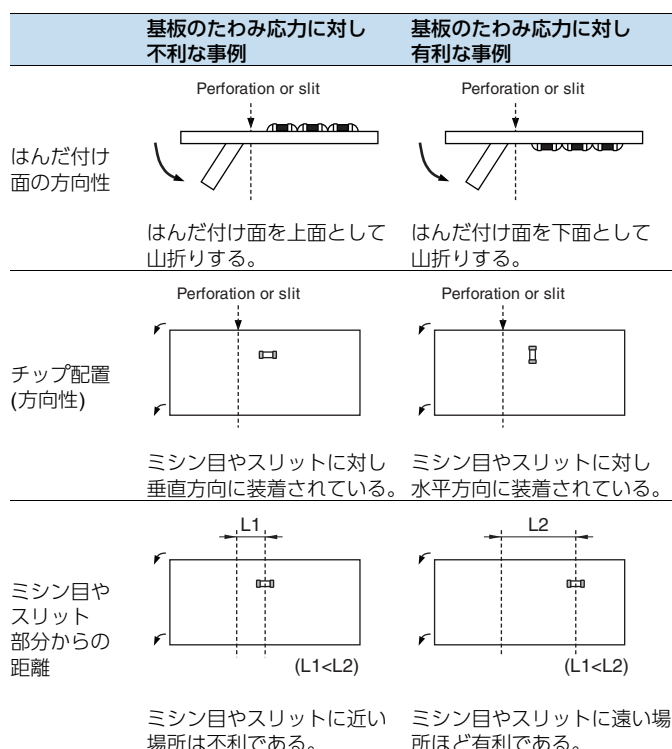 基板のたわみ応力に対し
不利な事例
基板のたわみ応力に対し
有利な事例
はんだ付け
面の方向性
Perforation or slit
はんだ付け面を上面として
山折りする。
Perforation or slit
はんだ付け面を下面として
山折りする。
チップ配置
(方向性)
Perforation or slit
ミシン目やスリットに対し
垂直方向に装着されている。
Perforation or slit
ミシン目やスリットに対し
水平方向に装着されている。
ミシン目や
スリット
部分からの
距離
L1
(L1<L2)
ミシン目やスリットに近い
場所は不利である。
L2
(L1<L2)
ミシン目やスリットに遠い場
所ほど有利である。